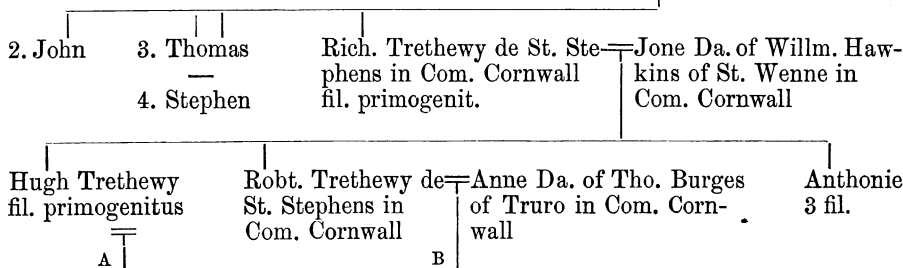 2. John
3. Thomas
—
4. Stephen
Rich. Trethewy de St. Ste-
phens in Com. Cornwall
fil. primogenit.
Jone Da. of Willm. Haw-
kins of St. Wenne in
Com. Cornwall
Hugh Trethewy
fil. primogenitus
Robt. Trethewy de
St. Stephens in
Com. Cornwall
Anne Da. of Tho. Burges
of Truro in Com. Corn-
wall
Anthonie
3 fil.
A
B